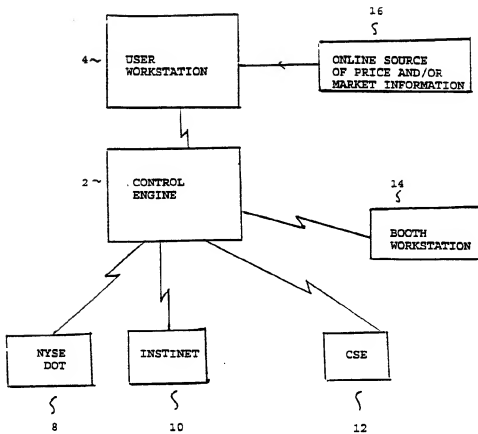 16
4~
USER
WORKSTATION
ONLINE SOURCE
OF PRICE AND/OR
MARKET INFORMATION
2~
CONTROL
ENGINE
14
BOOTH
WORKSTATION
NYSE
DOT
INSTINET
CSE
8
10
12